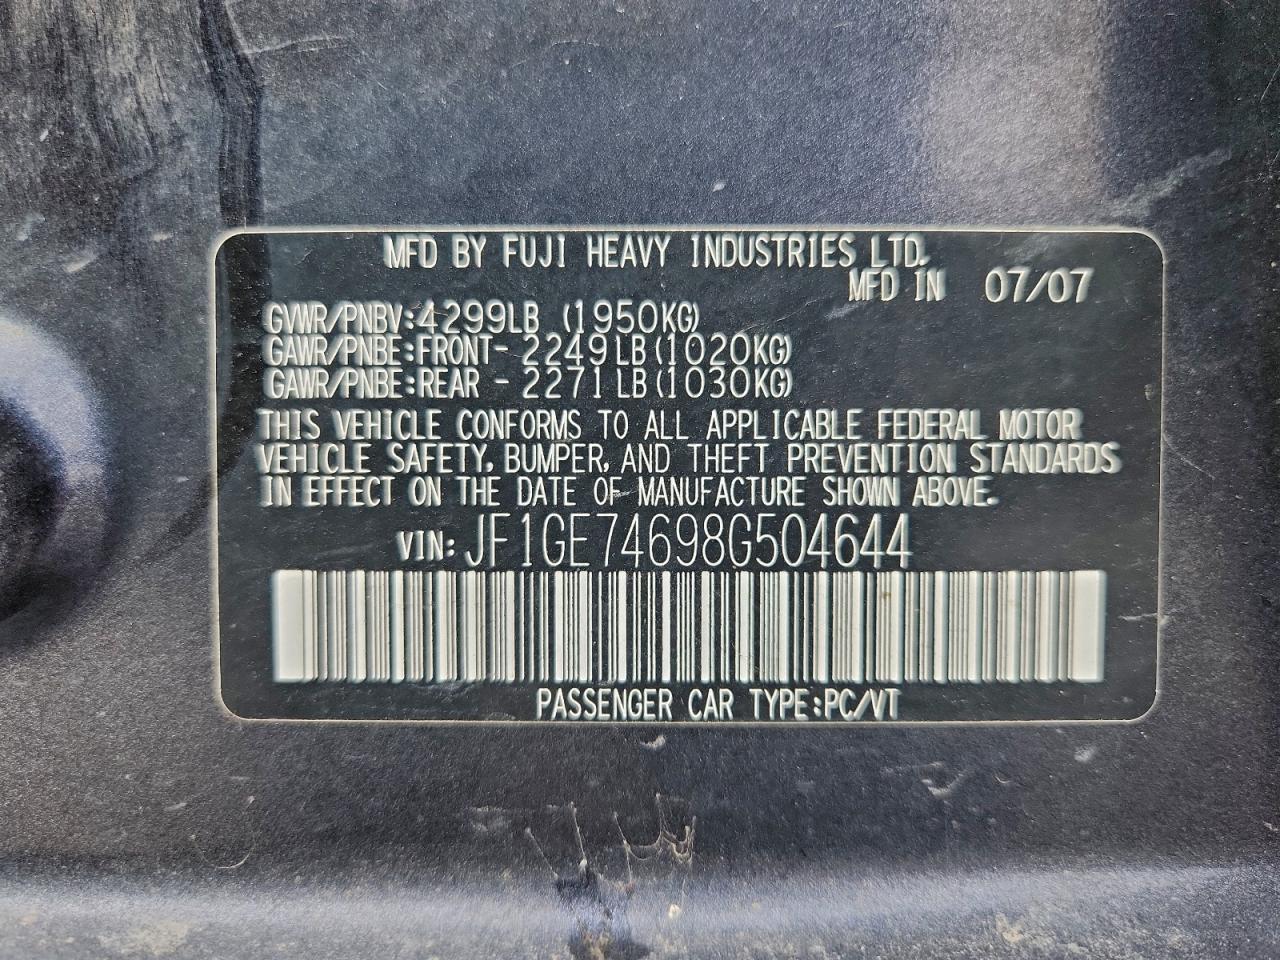 MFD BY FUJI HEAVY INDUSTRIES LTD.
MFD IN 07/07
GVWR/PNBV:4299LB (1950KG)
GAWR/PNBE:FRONT- 2249LB(1020KG)
GAWR/PNBE:REAR - 2271LB(1030KG)
THIS VEHICLE CONFORMS TO ALL APPLICABLE FEDERAL MOTOR
VEHICLE SAFETY, BUMPER, AND THEFT PREVENTION STANDARDS
IN EFFECT ON THE DATE OF MANUFACTURE SHOWN ABOVE.
VIN: JF1GE74698G504644
PASSENGER CAR TYPE:PC/VT